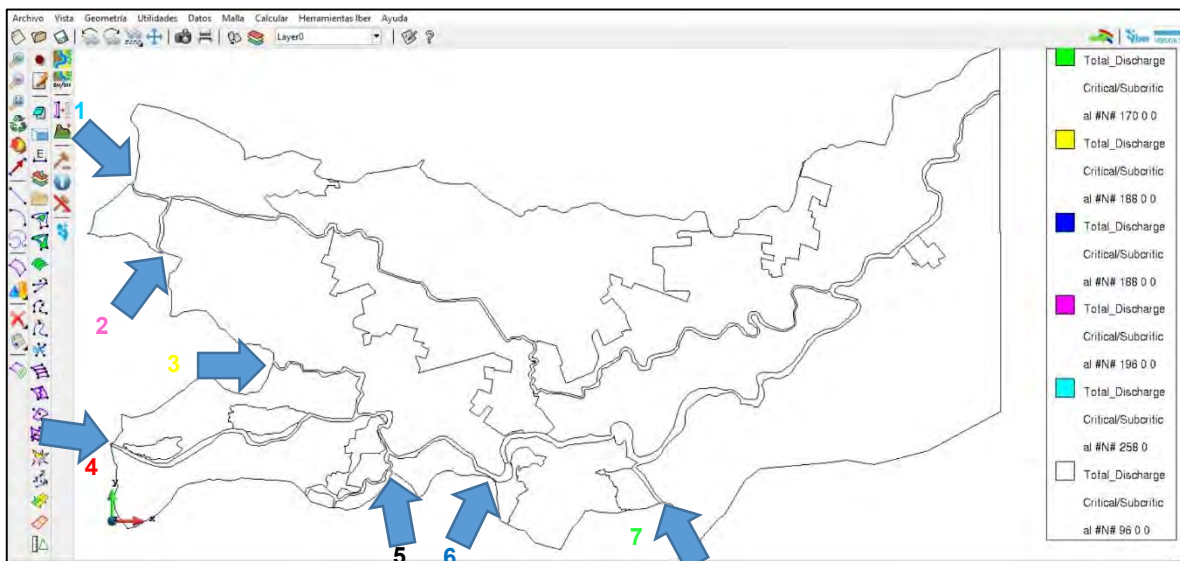 Archivo Vista Geometría Utilidades Datos Malla Calcular Herramientas Iber Ayuda
Layer0
Iber
1
2
3
4
5
6
7
y
x
E
Total_Discharge
Critical/Subcritic
al #N# 170 0 0
Total_Discharge
Critical/Subcritic
al #N# 188 0 0
Total_Discharge
Critical/Subcritic
al #N# 188 0 0
Total_Discharge
Critical/Subcritic
al #N# 196 0 0
Total_Discharge
Critical/Subcritic
al #N# 258 0
Total_Discharge
Critical/Subcritic
al #N# 96 0 0